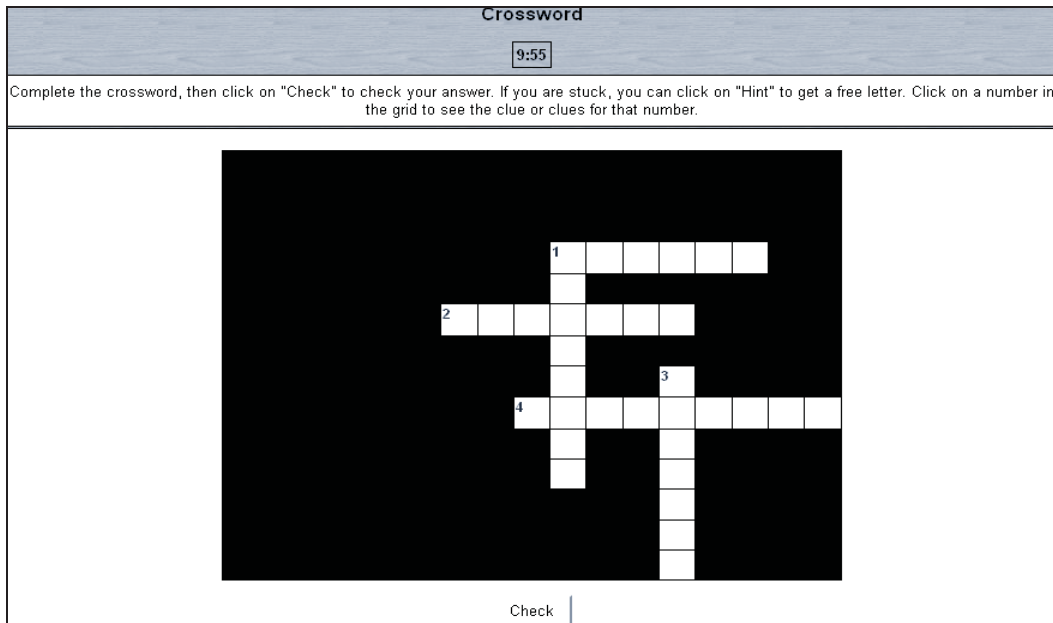 Crossword
9:55
Complete the crossword, then click on "Check" to check your answer. If you are stuck, you can click on "Hint" to get a free letter. Click on a number in
the grid to see the clue or clues for that number.
1
2
3
4
Check